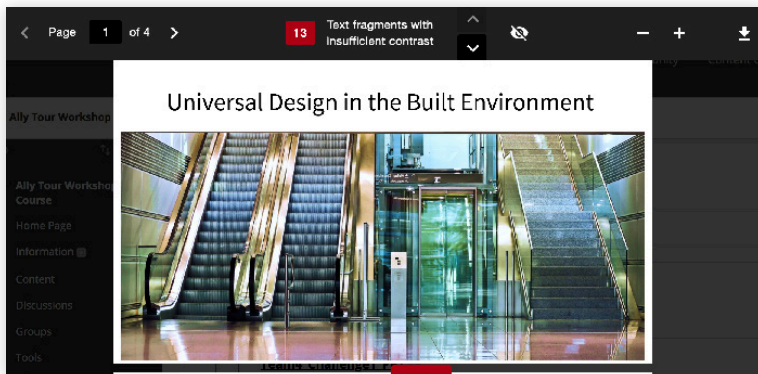 Page 1 of 4
13 Text fragments with
insufficient contrast
Ally Tour Workshop
Universal Design in the Built Environment
Ally Tour Workshop
Course
Home Page
Information
Content
Discussions
Groups
Tools